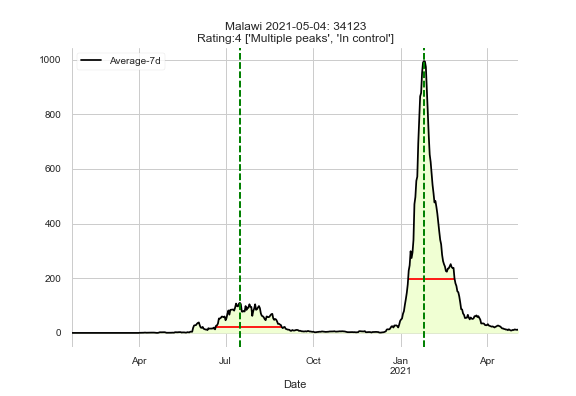 Malawi 2021-05-04: 34123
Rating:4 ['Multiple peaks', 'In control']
Average-7d
1000
800
600
400
200
0
Apr Jul Oct Jan Apr
2021
Date